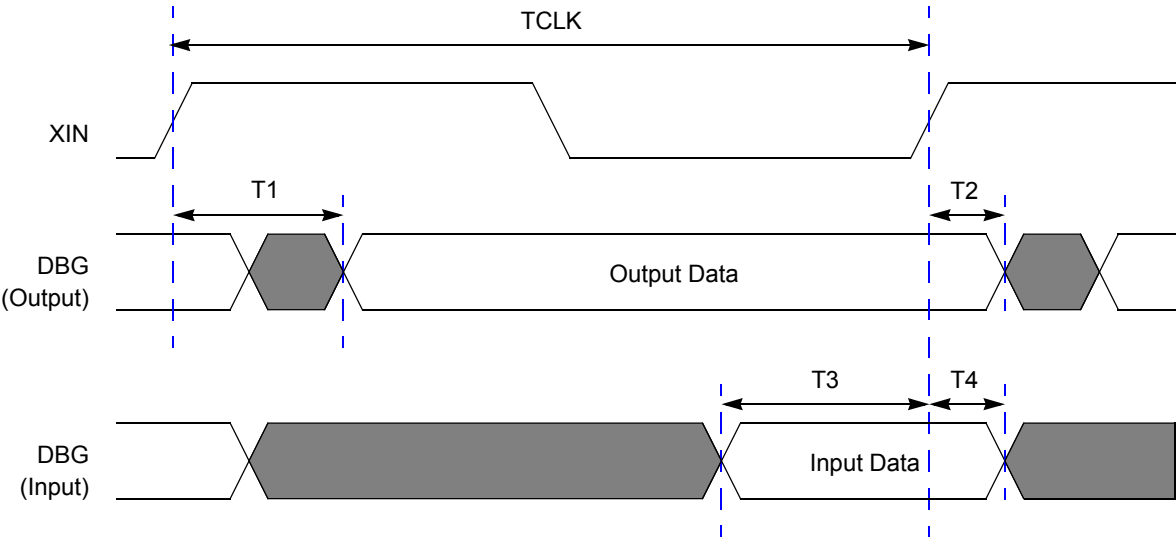 TCLK
XIN
T1
T2
DBG
(Output)
Output Data
T3
T4
DBG
(Input)
Input Data